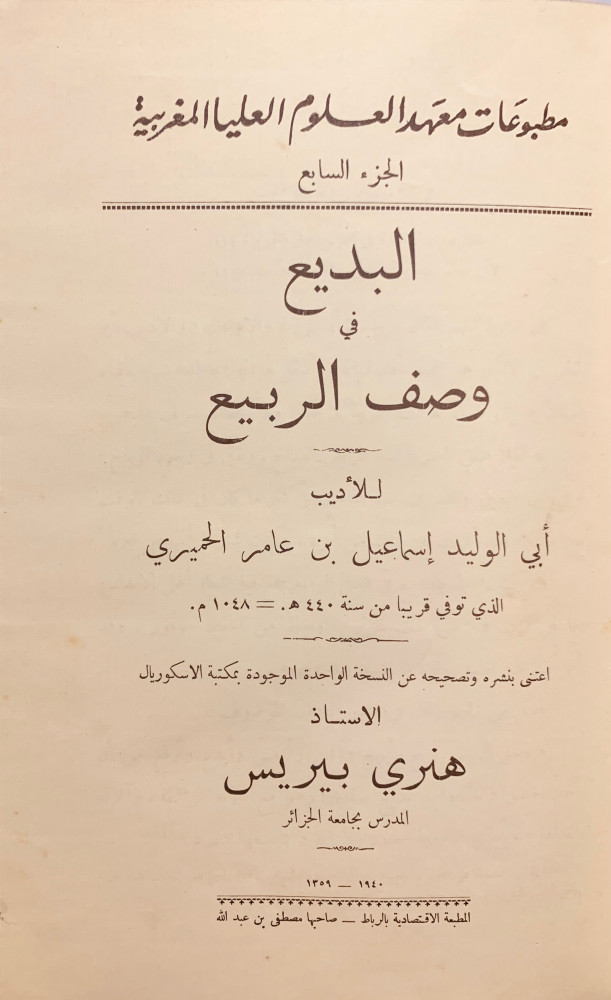 مطبوعات معهد العلوم العليا المغربية
الجزء السابع
البديع
في
وصف الربيع
للأديب
أبي الوليد إسماعيل بن عامر الحميري
الذي توفي قريبا من سنة ٤٤٠ هـ. = ١٠٤٨ م.
اعتنى بنشره وتصحيحه عن النسخة الواحدة الموجودة بمكتبة الاسكوريال
الاستاذ
هنري بيريس
المدرس بجامعة الجزائر
١٩٤٠ — ١٣٥٩
المطبعة الاقتصادية بالرباط — صاحبها مصطفى بن عبد الله